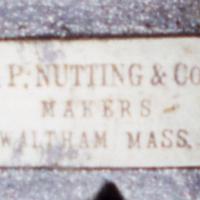 P. NUTTING & Co
MAKERS
WALTHAM MASS.